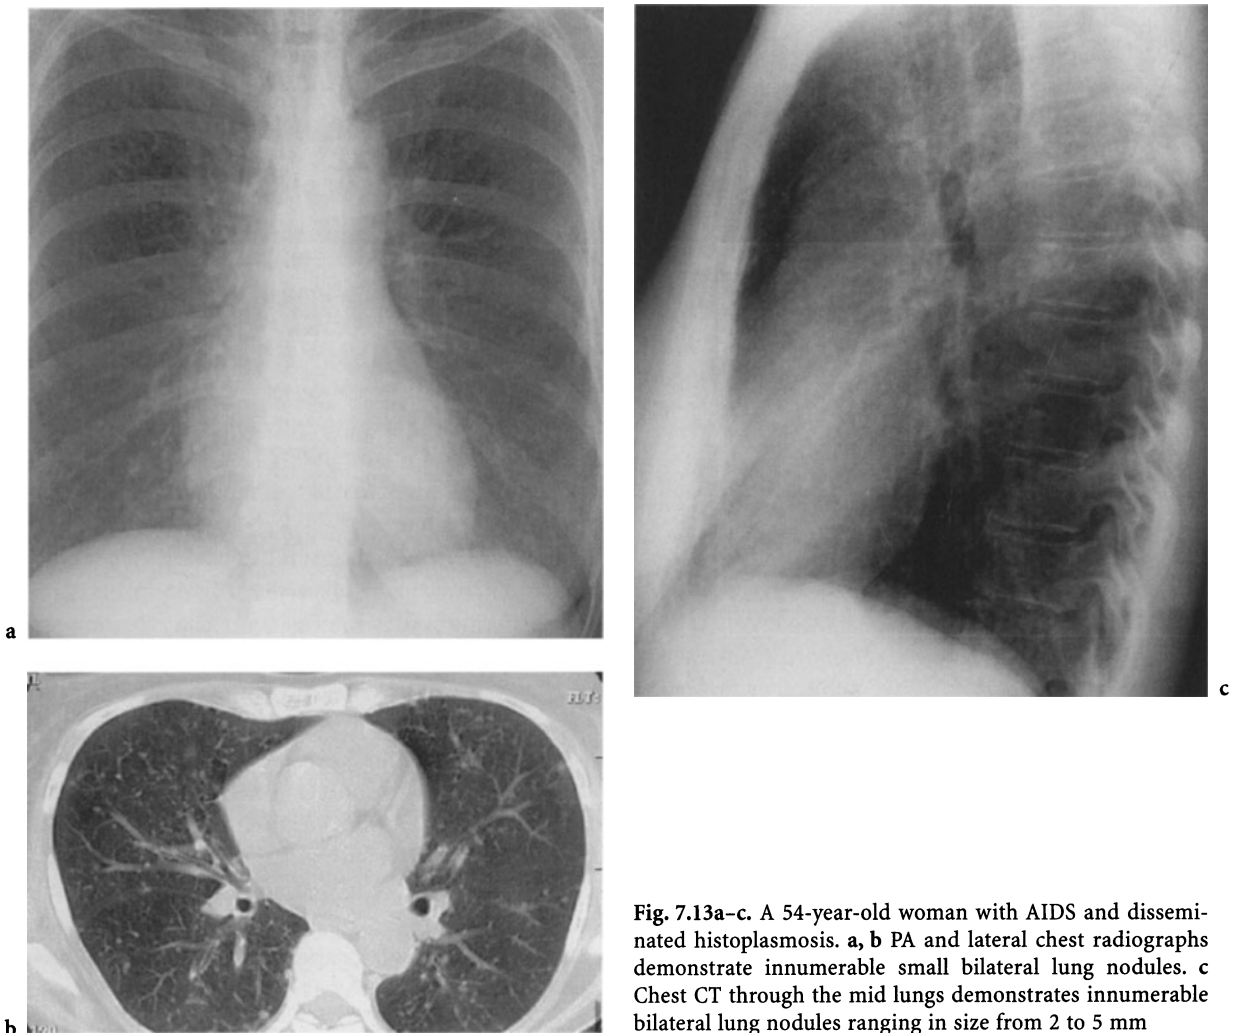 a
c
FLT:
b
Fig. 7.13a–c. A 54-year-old woman with AIDS and dissemi-
nated histoplasmosis. a, b PA and lateral chest radiographs
demonstrate innumerable small bilateral lung nodules. c
Chest CT through the mid lungs demonstrates innumerable
bilateral lung nodules ranging in size from 2 to 5 mm